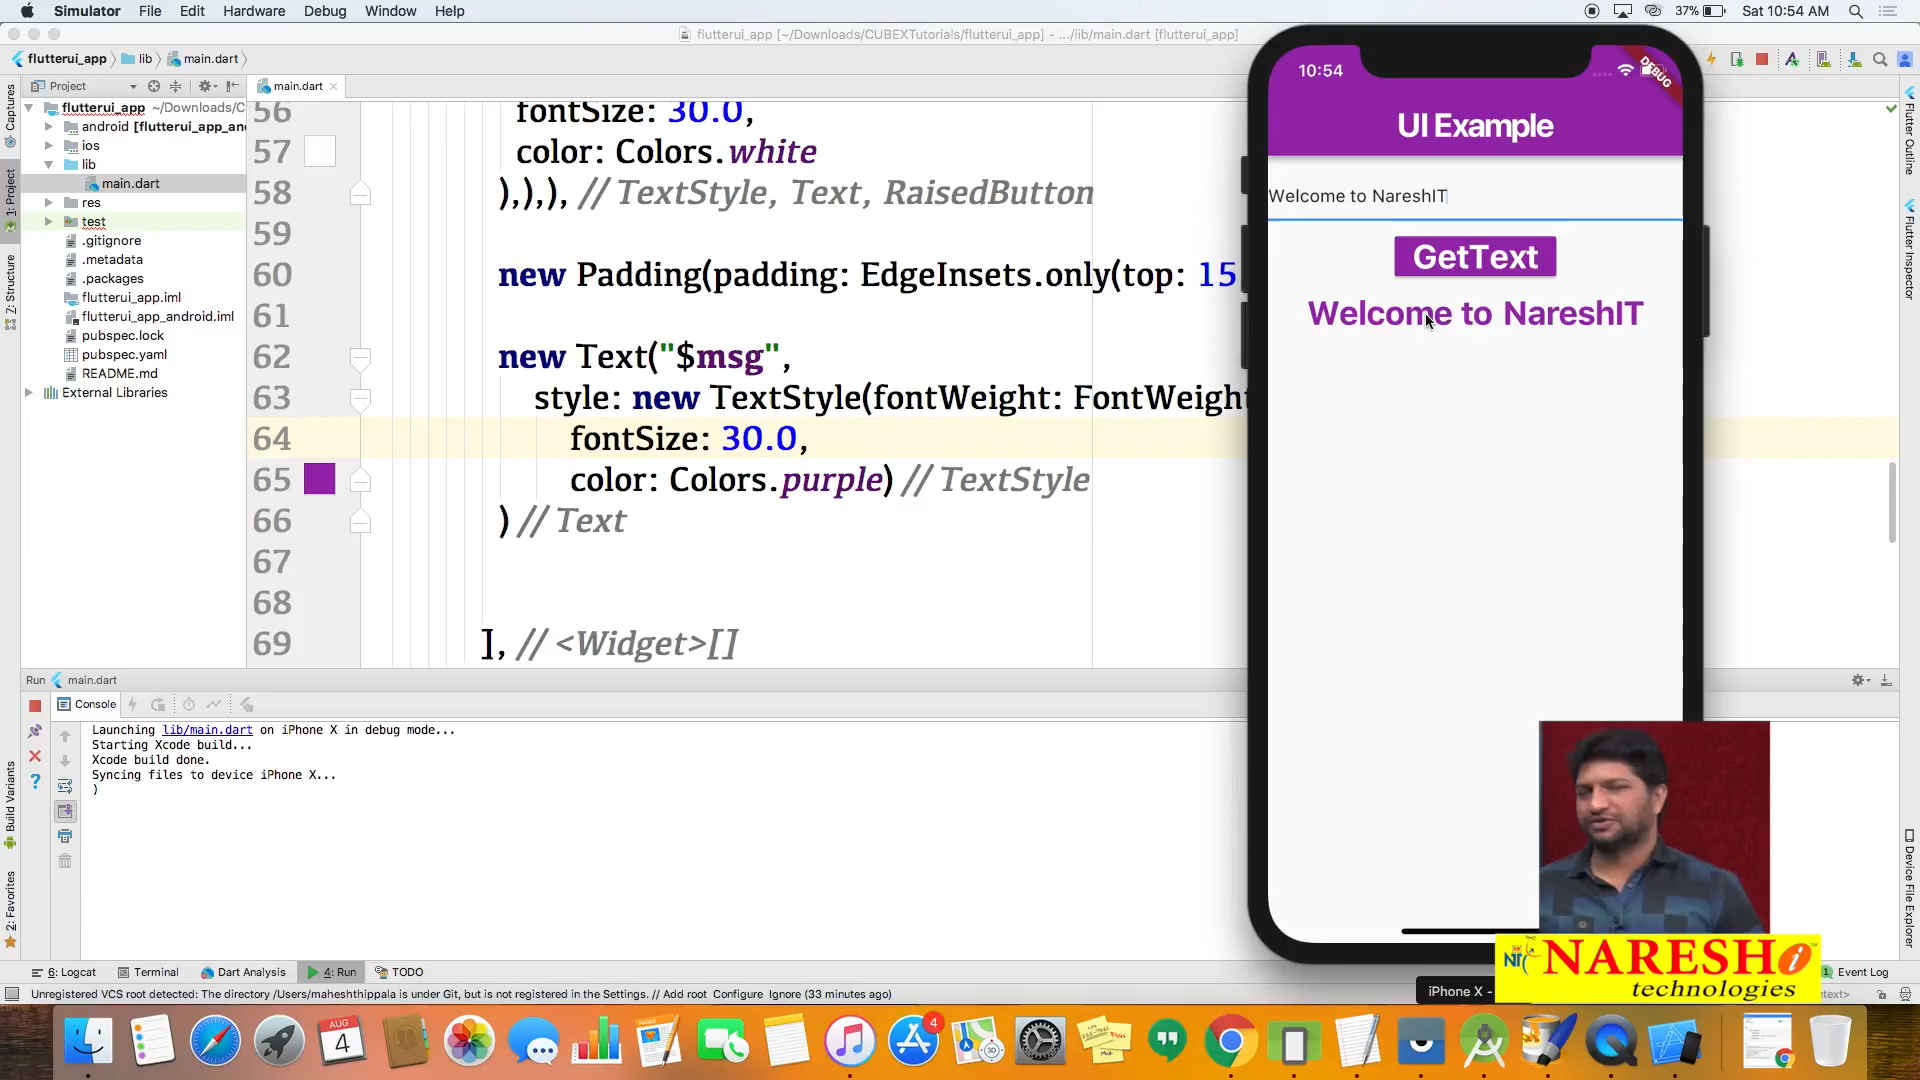 Simulator File Edit Hardware Debug Window Help
37% Sat 10:54 AM
flutterui_app [~/Downloads/CUBEXTutorials/flutterui_app] - .../lib/main.dart [flutterui_app]
flutterui_app lib main.dart
Project
main.dart
flutterui_app ~/Downloads/C
android [flutterui_app_an
ios
lib
main.dart
res
test
.gitignore
.metadata
.packages
flutterui_app.iml
flutterui_app_android.iml
pubspec.lock
pubspec.yaml
README.md
External Libraries
Captures
1: Project
Z: Structure
Build Variants
2: Favorites
56 fontSize: 30.0,
57 color: Colors.white
58 ),),), // TextStyle, Text, RaisedButton
59
60 new Padding(padding: EdgeInsets.only(top: 15
61
62 new Text("$msg",
63 style: new TextStyle(fontWeight: FontWeight
64 fontSize: 30.0,
65 color: Colors.purple) // TextStyle
66 ) // Text
67
68
69 ], // <Widget>[]
10:54
DEBUG
UI Example
Welcome to NareshIT
GetText
Welcome to NareshIT
Flutter Outline
Flutter Inspector
Device File Explorer
Run main.dart
Console
Launching lib/main.dart on iPhone X in debug mode...
Starting Xcode build...
Xcode build done.
Syncing files to device iPhone X...
)
6: Logcat Terminal Dart Analysis 4: Run TODO
1 Event Log
Unregistered VCS root detected: The directory /Users/maheshthippala is under Git, but is not registered in the Settings. // Add root Configure Ignore (33 minutes ago)
text>
iPhone X -
NT
NARESH i
technologies
AUG
4
4
3D